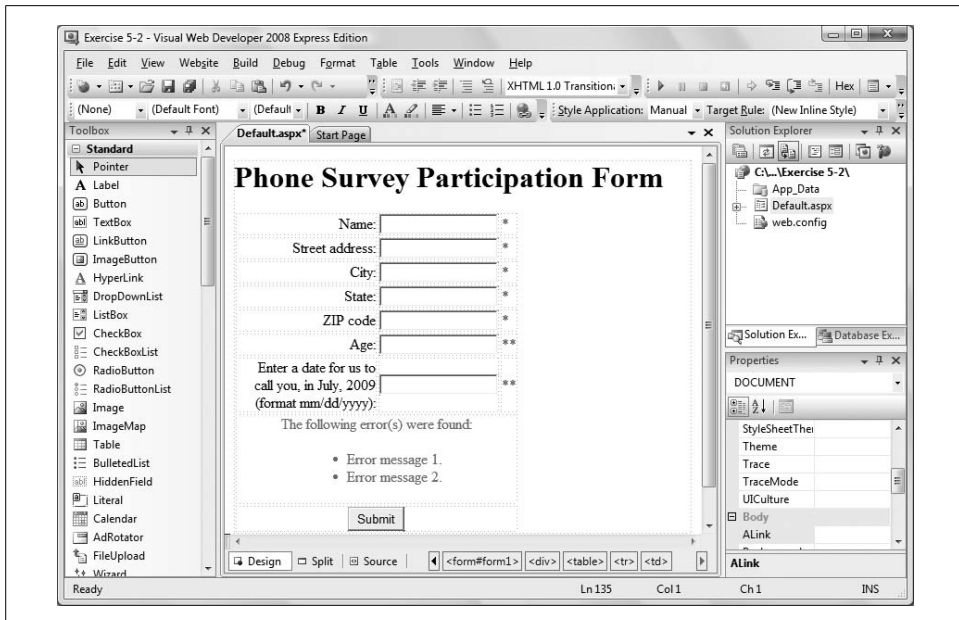 Exercise 5-2 - Visual Web Developer 2008 Express Edition
File Edit View Website Build Debug Format Table Tools Window Help
XHTML 1.0 Transition Hex
(None) (Default Font) (Default B I U A Style Application: Manual Target Rule: (New Inline Style)
Toolbox
Standard
Pointer
A Label
ab Button
abl TextBox
ab LinkButton
ImageButton
A HyperLink
DropDownList
ListBox
CheckBox
CheckBoxList
RadioButton
RadioButtonList
Image
ImageMap
Table
BulletedList
abl HiddenField
Literal
Calendar
AdRotator
FileUpload
Wizard
Default.aspx* Start Page
Phone Survey Participation Form
Name: *
Street address: *
City: *
State: *
ZIP code *
Age: **
Enter a date for us to
call you, in July, 2009 **
(format mm/dd/yyyy):
The following error(s) were found:
• Error message 1.
• Error message 2.
Submit
Design Split Source <form#form1> <div> <table> <tr> <td>
Solution Explorer
C:\...\Exercise 5-2\
App_Data
Default.aspx
web.config
Solution Ex... Database Ex...
Properties
DOCUMENT
StyleSheetThe
Theme
Trace
TraceMode
UICulture
Body
ALink
ALink
Ready Ln 135 Col 1 Ch 1 INS